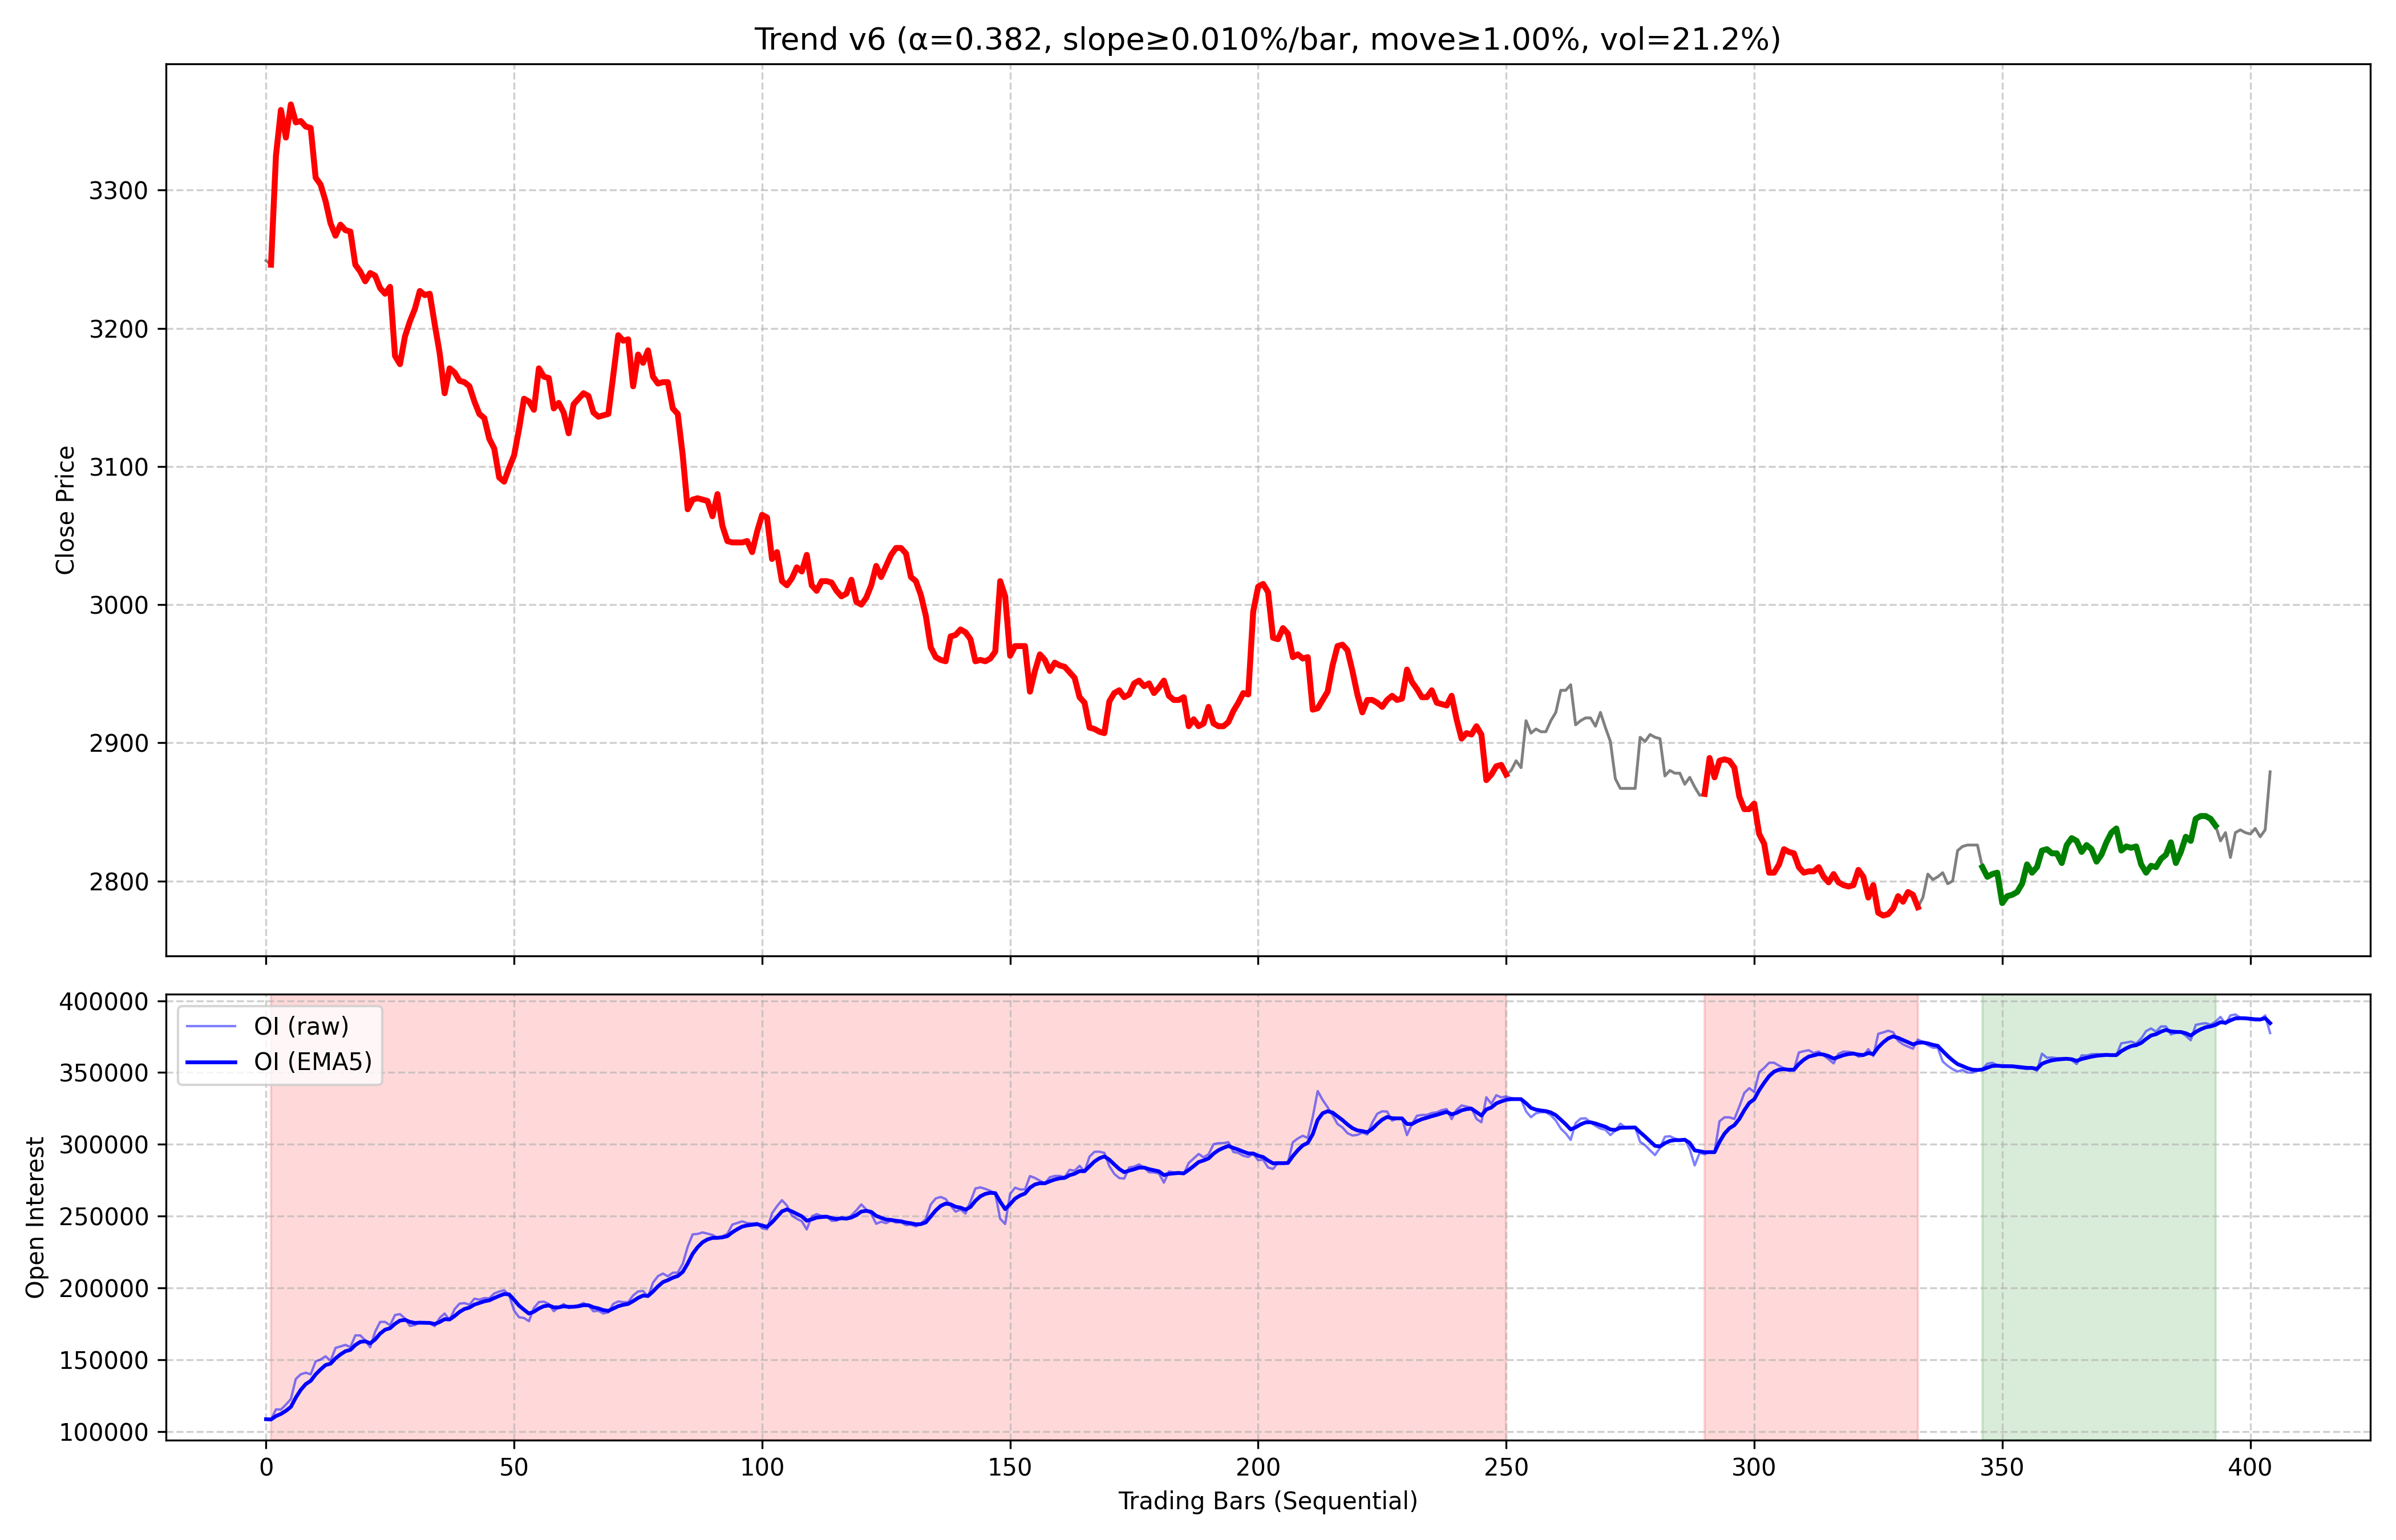 Trend v6 (α=0.382, slope≥0.010%/bar, move≥1.00%, vol=21.2%)
Close Price
3300
3200
3100
3000
2900
2800
Open Interest
400000
350000
300000
250000
200000
150000
100000
OI (raw)
OI (EMA5)
0 50 100 150 200 250 300 350 400
Trading Bars (Sequential)